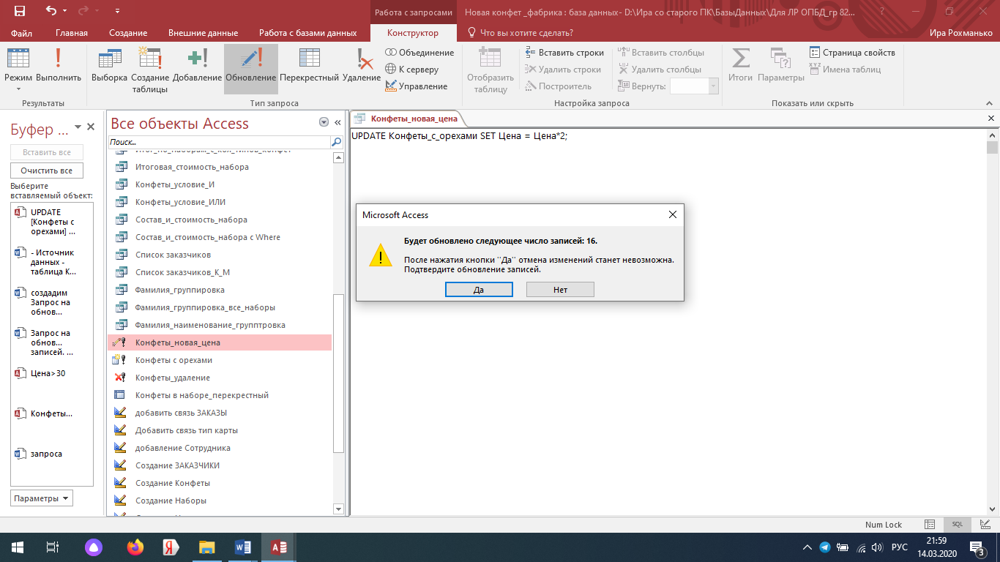 Работа с запросами
Новая конфет _фабрика : база данных- D:\Ира со старого ПК\БазыДанных\Для ЛР ОПБД_гр 82...
Файл
Главная
Создание
Внешние данные
Работа с базами данных
Конструктор
Что вы хотите сделать?
Ира Рохманько
Режим
Выполнить
Результаты
Выборка
Создание таблицы
Добавление
Обновление
Перекрестный
Удаление
Объединение
К серверу
Управление
Тип запроса
Отобразить таблицу
Вставить строки
Удалить строки
Построитель
Вставить столбцы
Удалить столбцы
Вернуть:
Настройка запроса
Итоги
Параметры
Страница свойств
Имена таблиц
Показать или скрыть
Буфер ...
Вставить все
Очистить все
Выберите
вставляемый объект:
UPDATE
[Конфеты с
орехами] ...
- Источник
данных -
таблица К...
создадим
Запрос на
обнов...
Запрос на
обнов...
записей. ...
Цена>30
Конфеты...
запроса
Параметры
Все объекты Access
Поиск...
Итог_по_наборам_с_кол_типов_конфет
Итоговая_стоимость_набора
Конфеты_условие_И
Конфеты_условие_ИЛИ
Состав_и_стоимость_набора
Состав_и_стоимость_набора с Where
Список заказчиков
Список заказчиков_К_М
Фамилия_группировка
Фамилия_группировка_все_наборы
Фамилия_наименование_групптровка
Конфеты_новая_цена
Конфеты с орехами
Конфеты_удаление
Конфеты в наборе_перекрестный
добавить связь ЗАКАЗЫ
Добавить связь тип карты
добавление Сотрудника
Создание ЗАКАЗЧИКИ
Создание Конфеты
Создание Наборы
Конфеты_новая_цена
UPDATE Конфеты_с_орехами SET Цена = Цена*2;
Microsoft Access
Будет обновлено следующее число записей: 16.
После нажатия кнопки "Да" отмена изменений станет невозможна.
Подтвердите обновление записей.
Да
Нет
Num Lock
SQL
РУС
21:59
14.03.2020
3